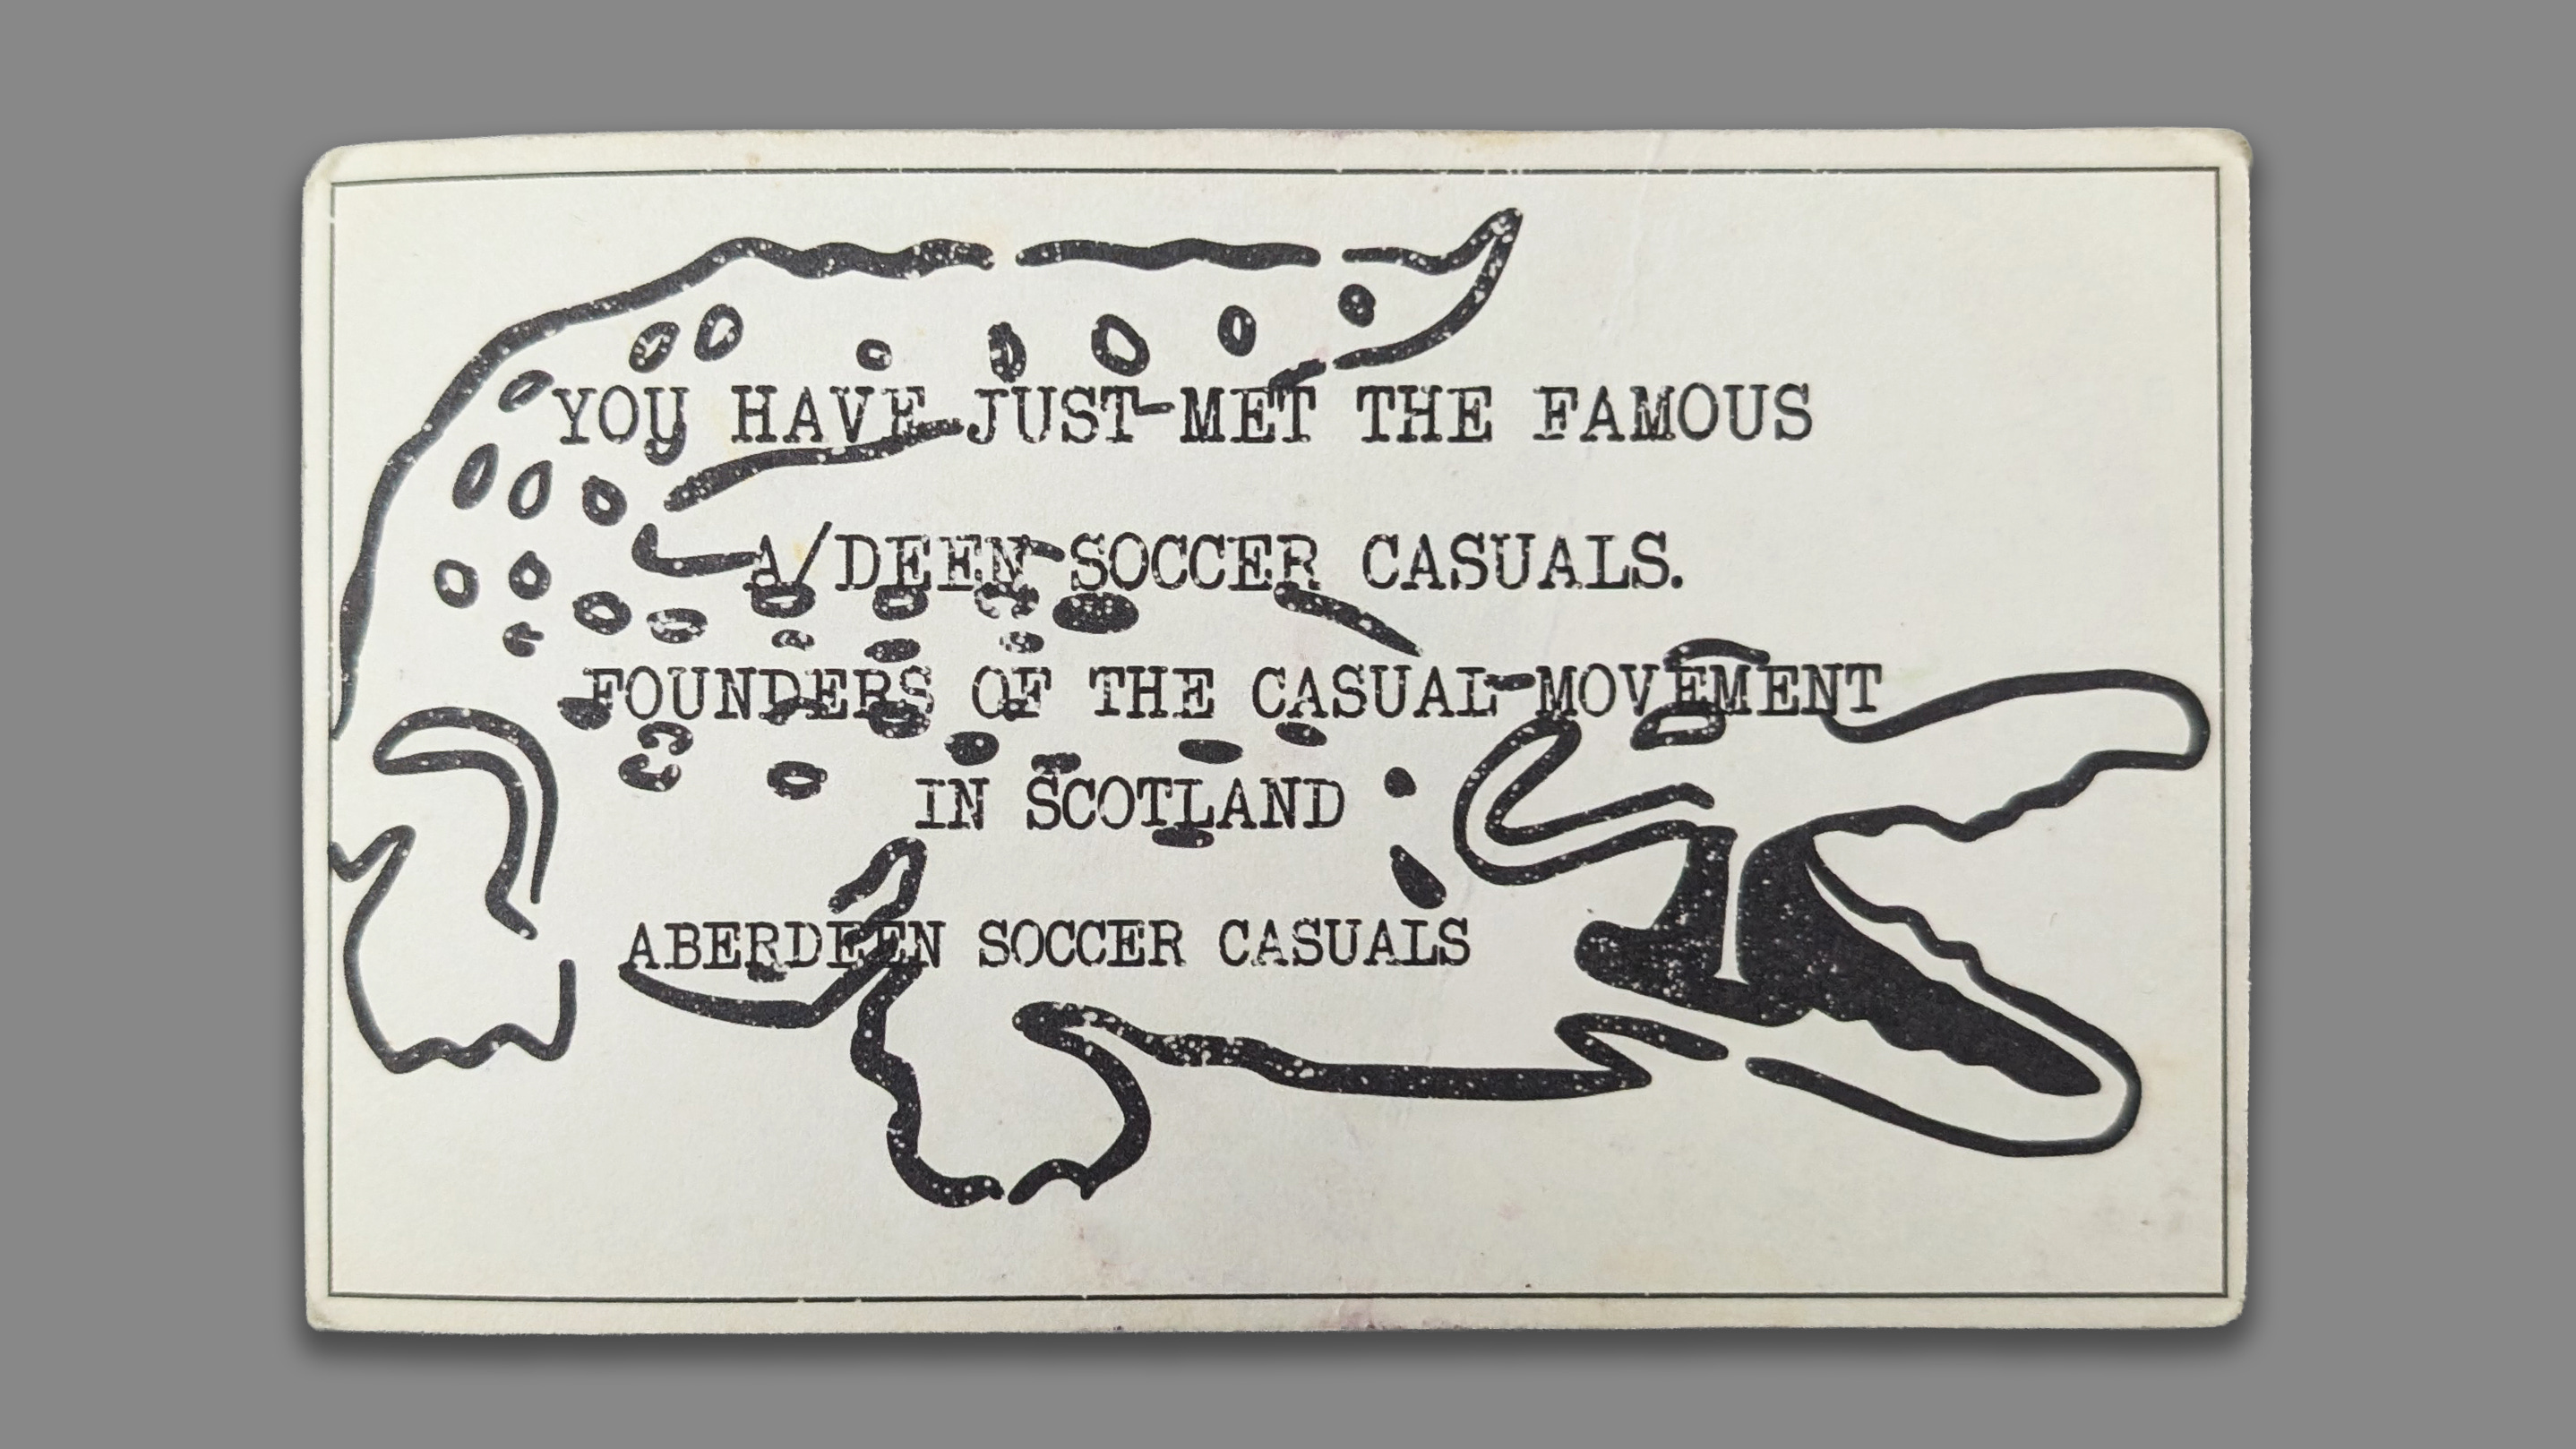 YOU HAVE JUST MET THE FAMOUS
A/DEEN SOCCER CASUALS.
FOUNDERS OF THE CASUAL MOVEMENT
IN SCOTLAND
ABERDEEN SOCCER CASUALS